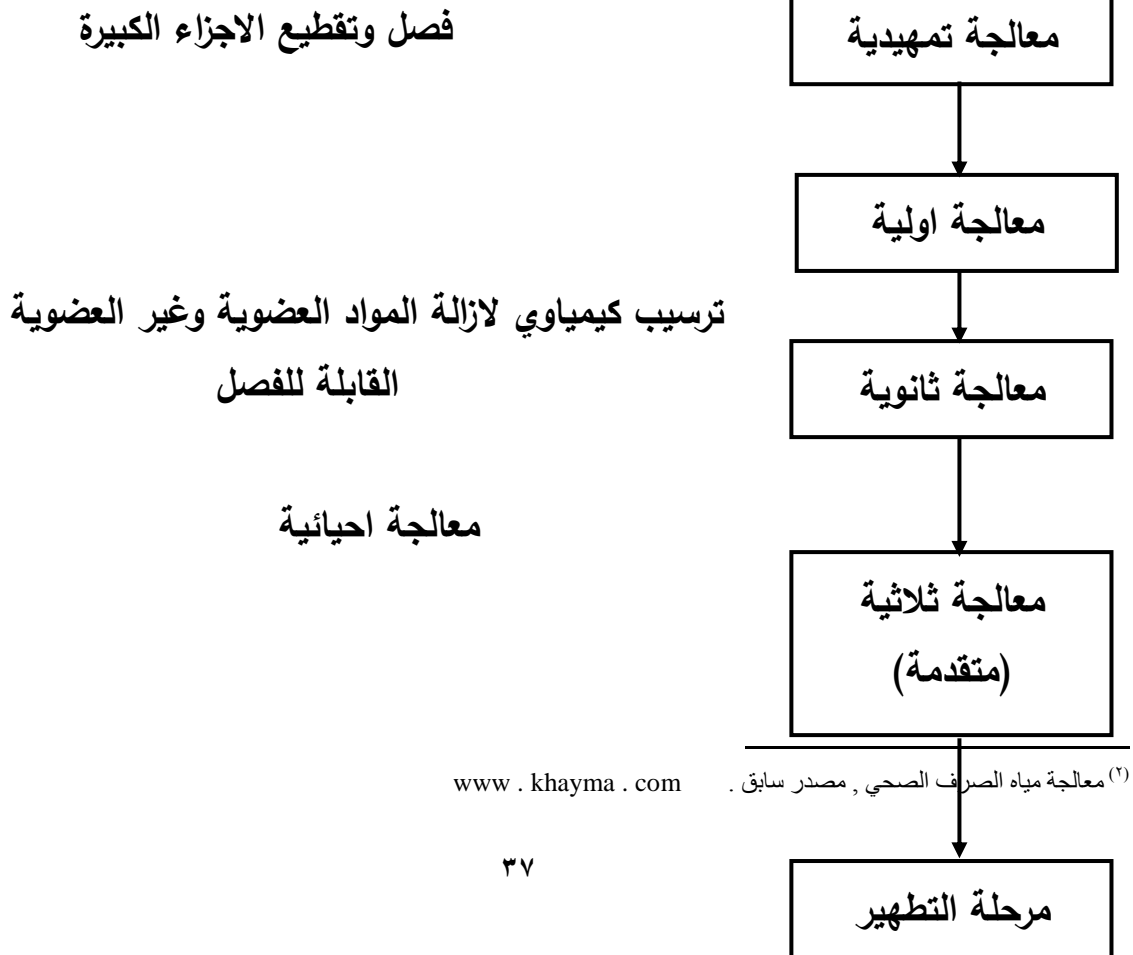 معالجة تمهيدية
فصل وتقطيع الاجزاء الكبيرة
معالجة اولية
ترسيب كيمياوي لازالة المواد العضوية وغير العضوية
القابلة للفصل
معالجة ثانوية
معالجة احيائية
معالجة ثلاثية
(متقدمة)
(٢) معالجة مياه الصرف الصحي , مصدر سابق . www . khayma . com
٣٧
مرحلة التطهير